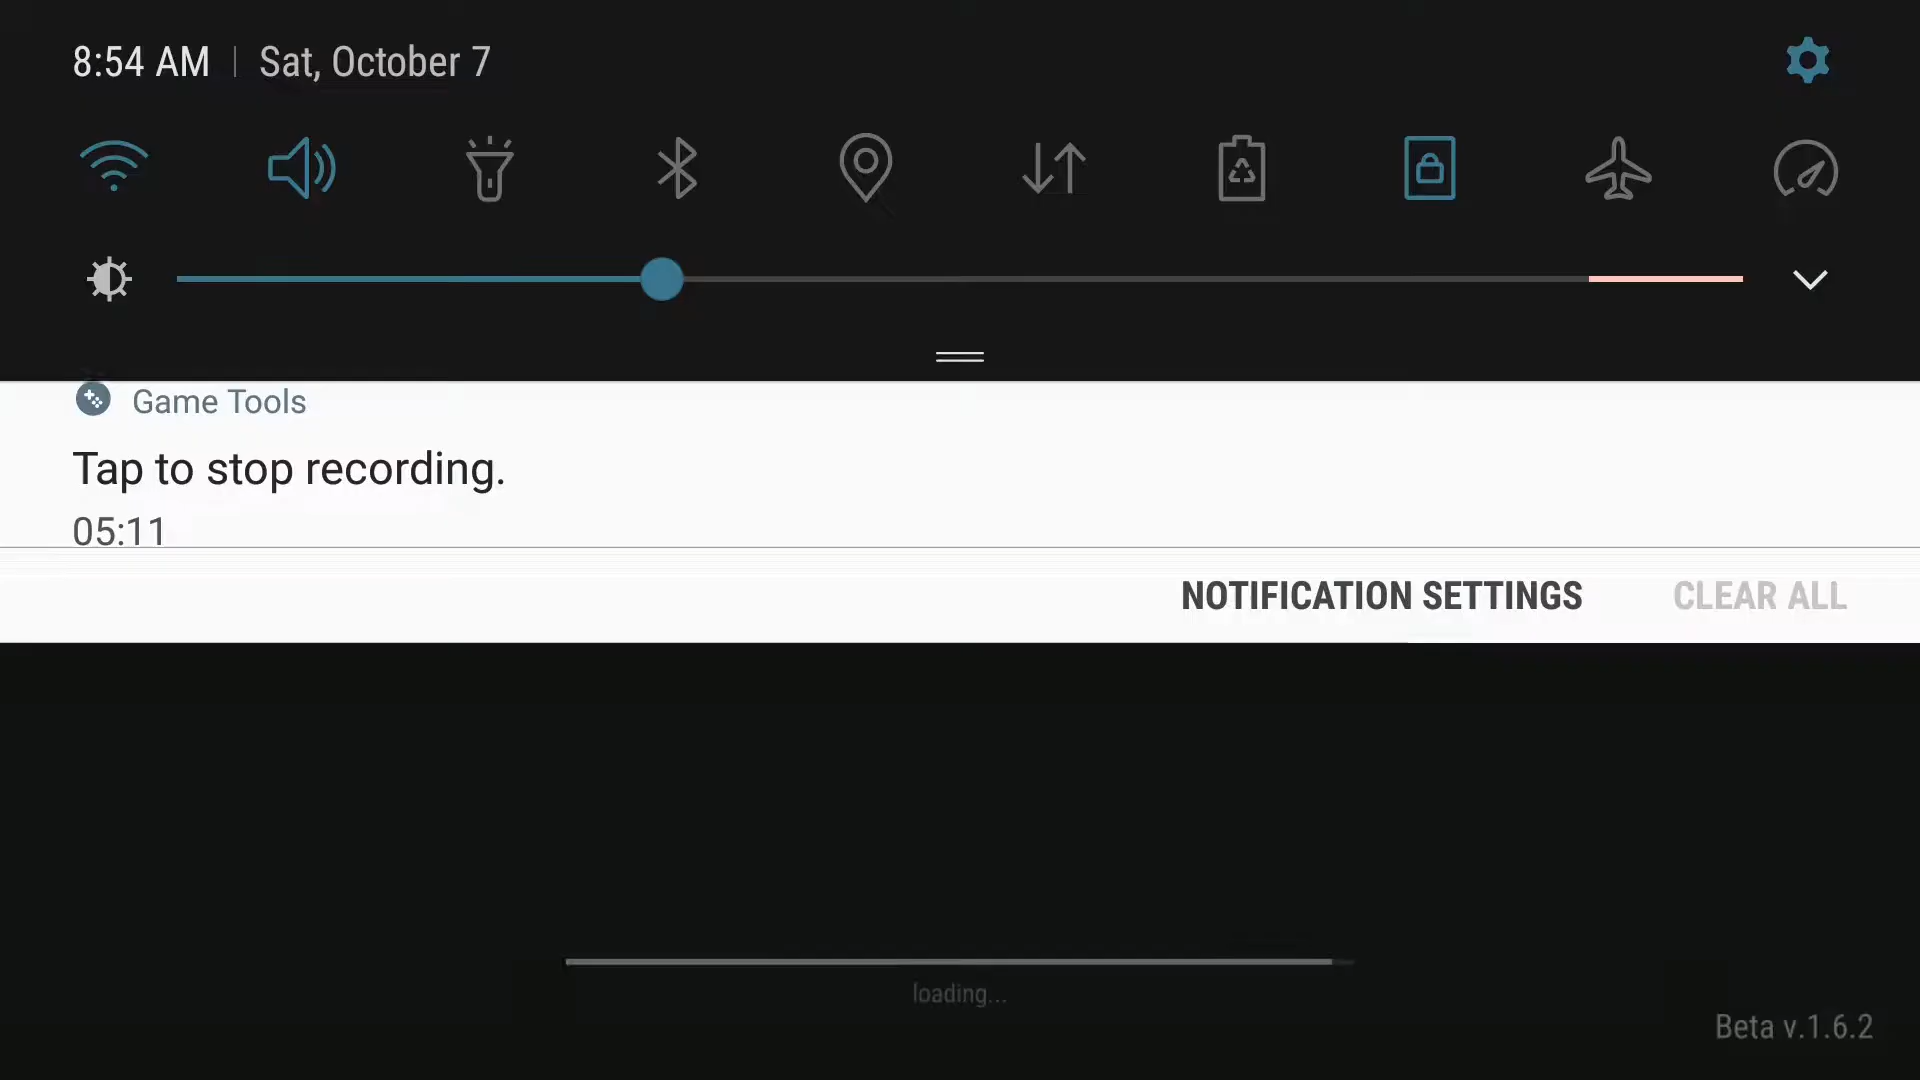 8:54 AM | Sat, October 7
Game Tools
Tap to stop recording.
05:11
NOTIFICATION SETTINGS CLEAR ALL
loading...
Beta v.1.6.2